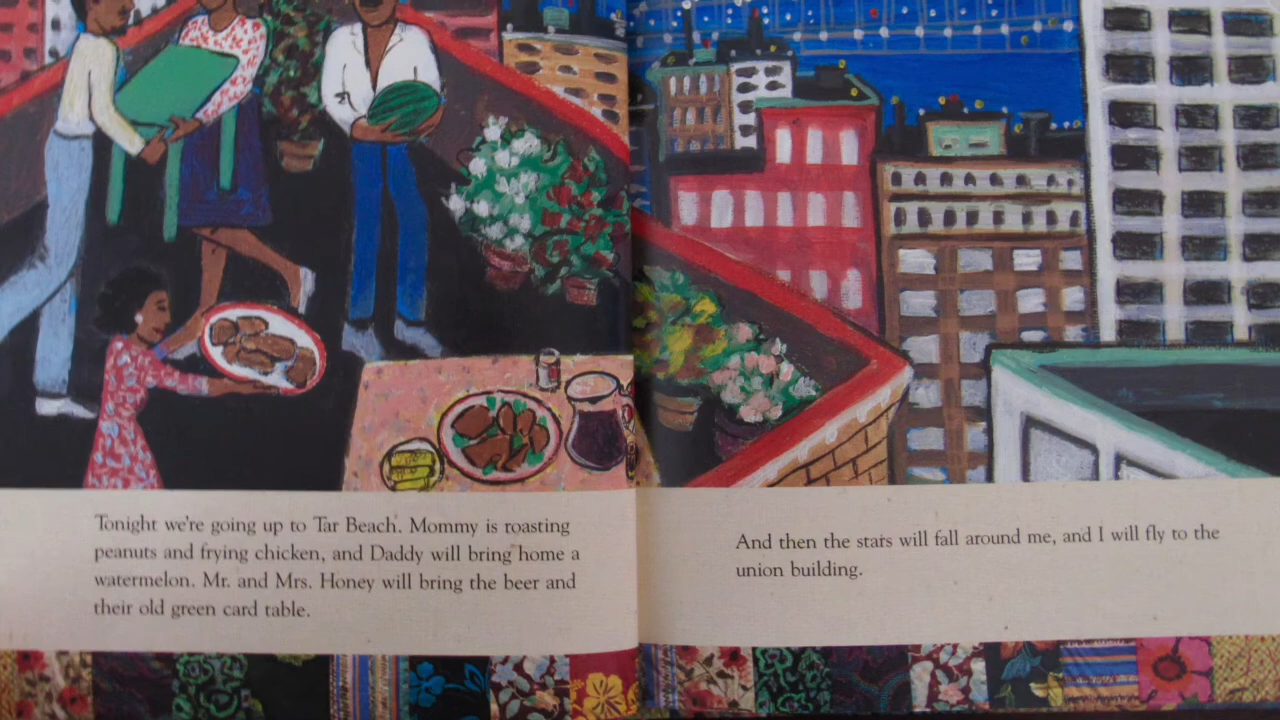 Tonight we're going up to Tar Beach. Mommy is roasting
peanuts and frying chicken, and Daddy will bring home a
watermelon. Mr. and Mrs. Honey will bring the beer and
their old green card table.
And then the stars will fall around me, and I will fly to the
union building.